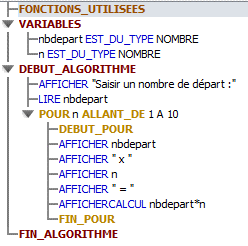 FONCTIONS_UTILISEES
VARIABLES
nbdepart EST_DU_TYPE NOMBRE
n EST_DU_TYPE NOMBRE
DEBUT_ALGORITHME
AFFICHER "Saisir un nombre de départ :"
LIRE nbdepart
POUR n ALLANT_DE 1 A 10
DEBUT_POUR
AFFICHER nbdepart
AFFICHER " x "
AFFICHER n
AFFICHER " = "
AFFICHERCALCUL nbdepart*n
FIN_POUR
FIN_ALGORITHME